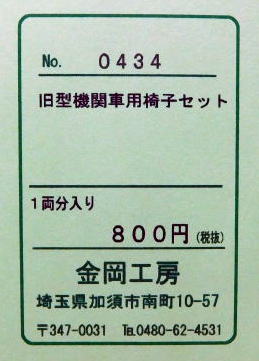 No. 0434
旧型機関車用椅子セット
1両分入り
800円(税抜)
金岡工房
埼玉県加須市南町10-57
〒347-0031 ℡0480-62-4531